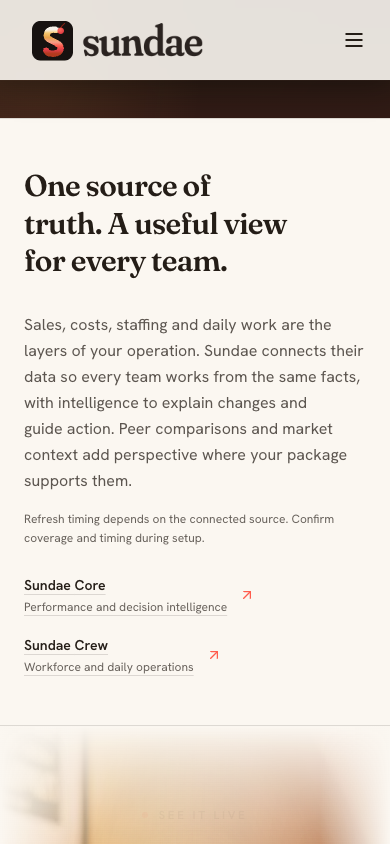 sundae
One source of
truth. A useful view
for every team.
Sales, costs, staffing and daily work are the
layers of your operation. Sundae connects their
data so every team works from the same facts,
with intelligence to explain changes and
guide action. Peer comparisons and market
context add perspective where your package
supports them.
Refresh timing depends on the connected source. Confirm
coverage and timing during setup.
Sundae Core
Performance and decision intelligence
Sundae Crew
Workforce and daily operations
SEE IT LIVE